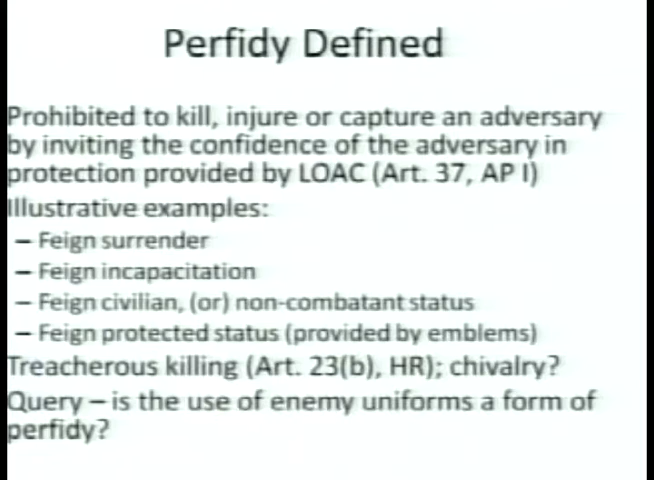 Perfidy Defined
Prohibited to kill, injure or capture an adversary
by inviting the confidence of the adversary in
protection provided by LOAC (Art. 37, AP I)
Illustrative examples:
– Feign surrender
– Feign incapacitation
– Feign civilian, (or) non-combatant status
– Feign protected status (provided by emblems)
Treacherous killing (Art. 23(b), HR); chivalry?
Query – is the use of enemy uniforms a form of
perfidy?